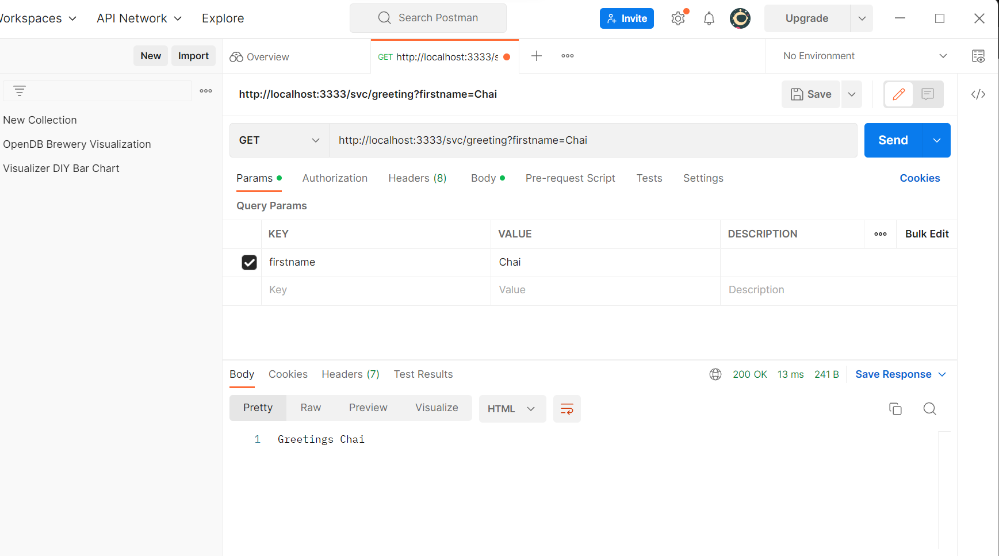 orkspaces API Network Explore Search Postman Invite Upgrade
New Import Overview GET http://localhost:3333/s No Environment
http://localhost:3333/svc/greeting?firstname=Chai Save
New Collection
OpenDB Brewery Visualization
Visualizer DIY Bar Chart
GET http://localhost:3333/svc/greeting?firstname=Chai Send
Params Authorization Headers (8) Body Pre-request Script Tests Settings Cookies
Query Params
KEY VALUE DESCRIPTION Bulk Edit
firstname Chai
Key Value Description
Body Cookies Headers (7) Test Results 200 OK 13 ms 241 B Save Response
Pretty Raw Preview Visualize HTML
1 Greetings Chai